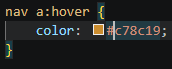 nav a:hover {
color: #c78c19;
}